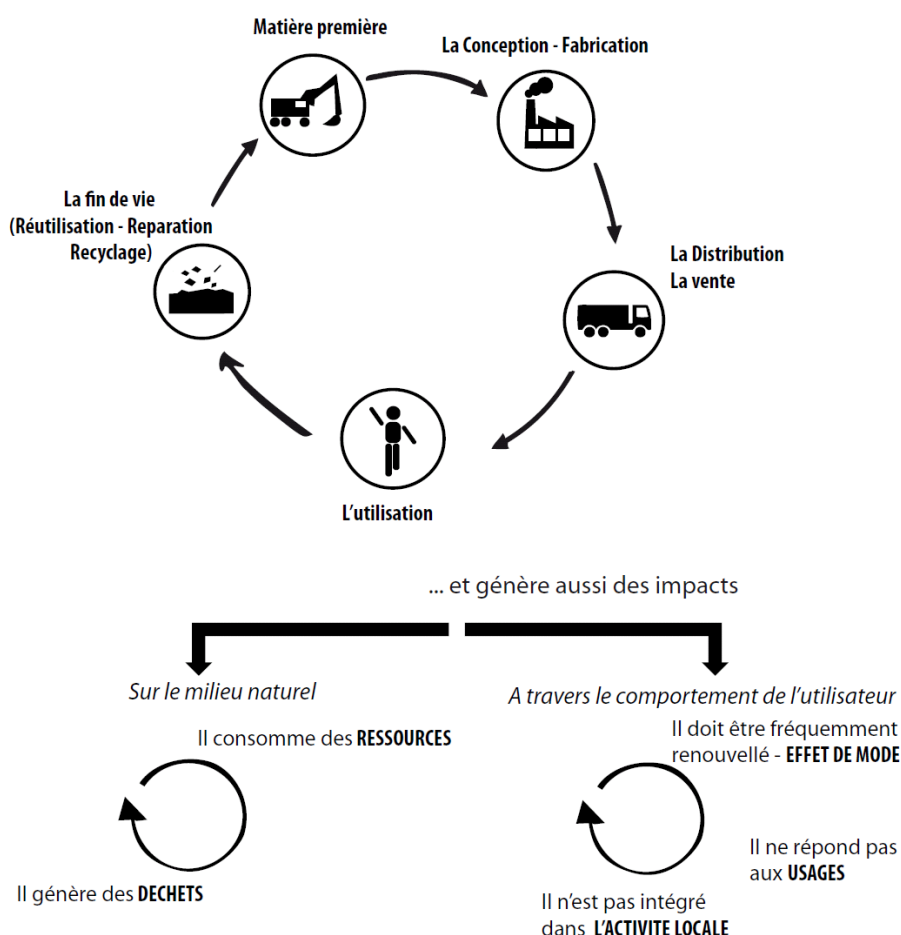 Matière première
La Conception - Fabrication
La fin de vie
(Réutilisation - Reparation
Recyclage)
La Distribution
La vente
L'utilisation
... et génère aussi des impacts
Sur le milieu naturel
Il consomme des RESSOURCES
Il génère des DECHETS
A travers le comportement de l'utilisateur
Il doit être fréquemment
renouvellé - EFFET DE MODE
Il ne répond pas
aux USAGES
Il n'est pas intégré
dans L'ACTIVITE LOCALE